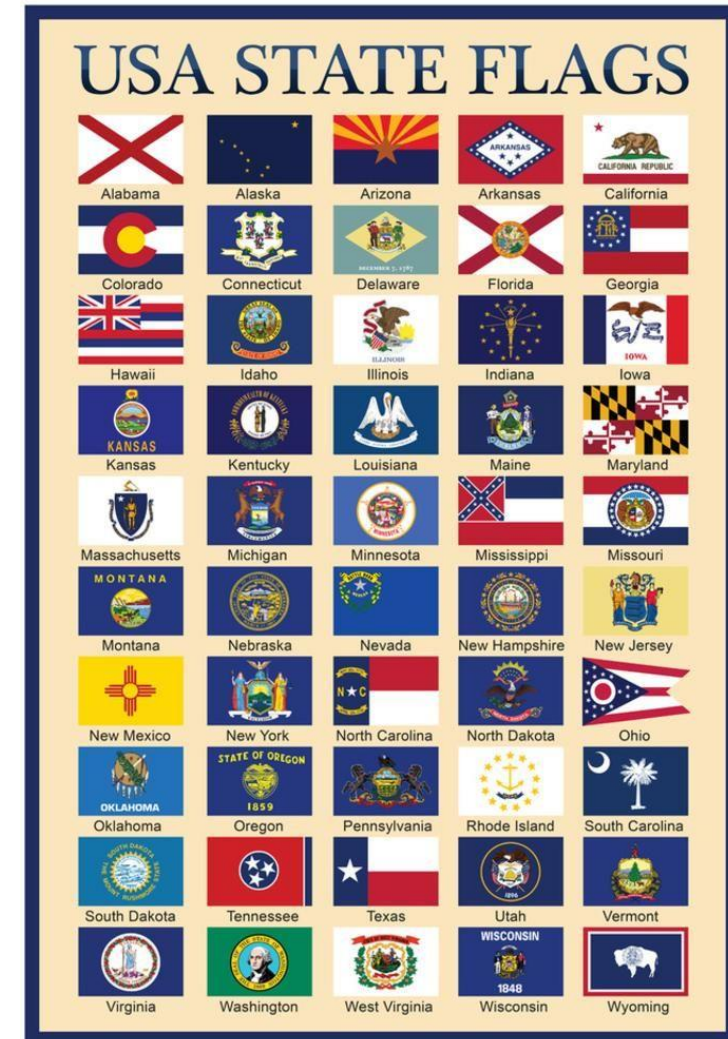 USA STATE FLAGS
ARKANSAS
CALIFORNIA REPUBLIC
Alabama Alaska Arizona Arkansas California
DECEMBER 7, 1787
Colorado Connecticut Delaware Florida Georgia
ILLINOIS
IOWA
Hawaii Idaho Illinois Indiana Iowa
KANSAS
Kansas Kentucky Louisiana Maine Maryland
Massachusetts Michigan Minnesota Mississippi Missouri
MONTANA
Montana Nebraska Nevada New Hampshire New Jersey
N C
New Mexico New York North Carolina North Dakota Ohio
OKLAHOMA
STATE OF OREGON
1859
Oklahoma Oregon Pennsylvania Rhode Island South Carolina
1896
South Dakota Tennessee Texas Utah Vermont
WISCONSIN
1848
Virginia Washington West Virginia Wisconsin Wyoming